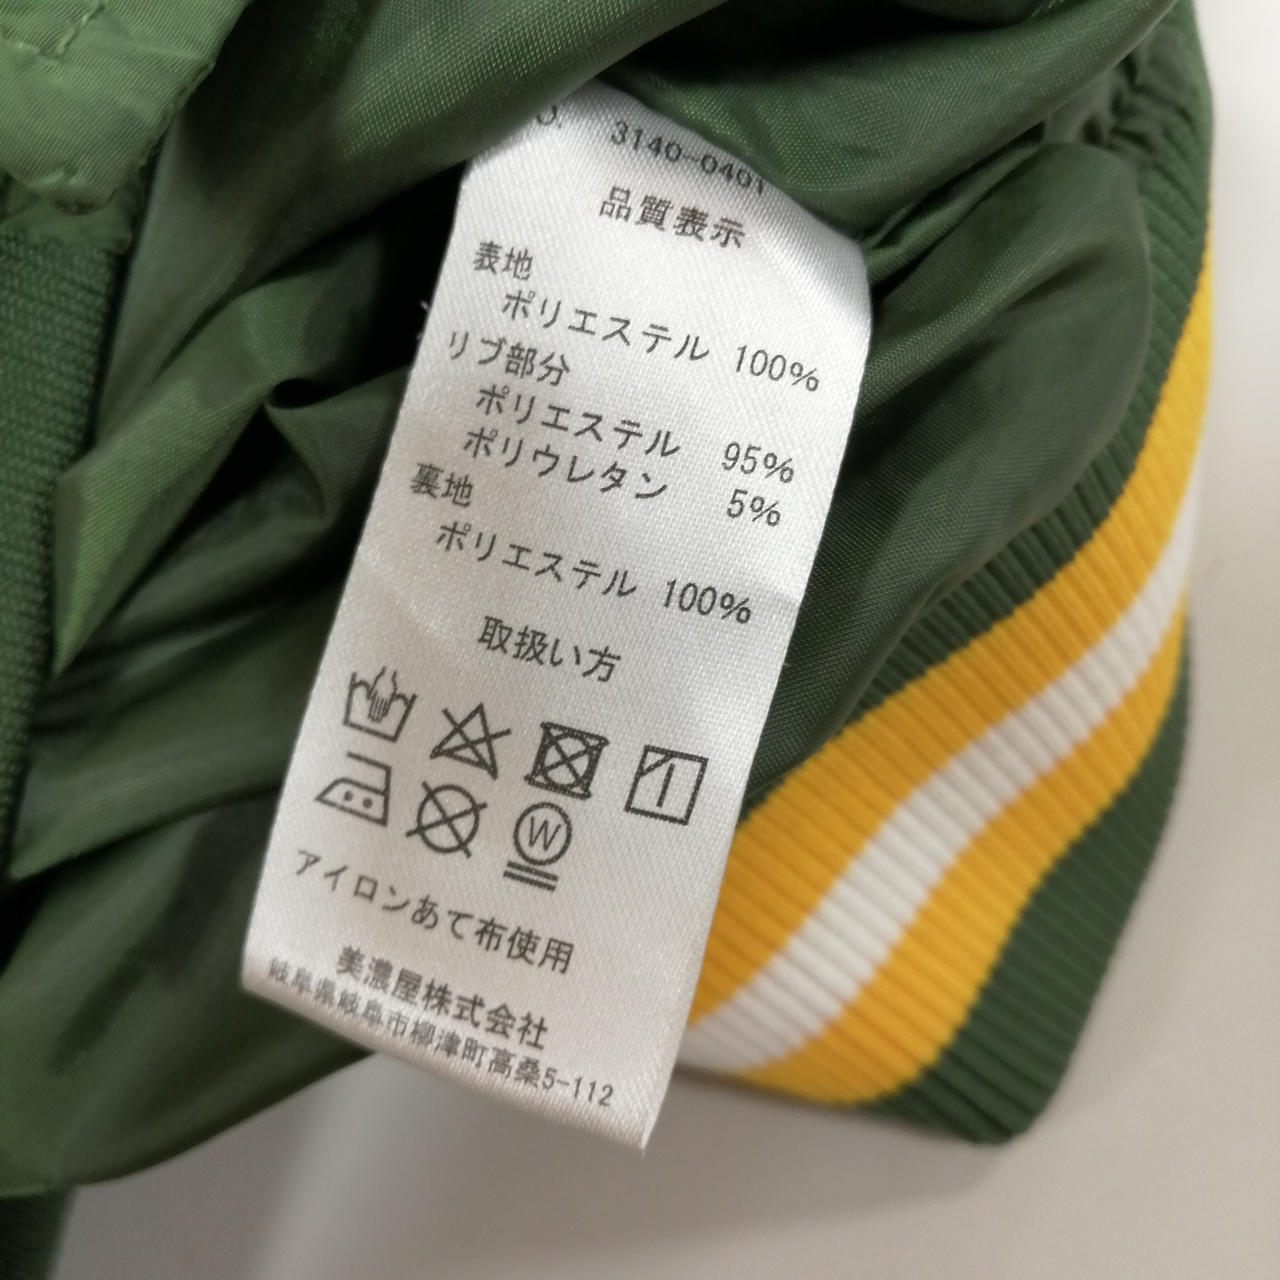 3140-0401
品質表示
表地
ポリエステル 100%
リブ部分
ポリエステル 95%
ポリウレタン 5%
裏地
ポリエステル 100%
取扱い方
W
アイロンあて布使用
美濃屋株式会社
岐阜県岐阜市柳津町高桑5-112